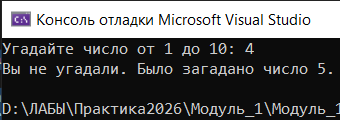 Консоль отладки Microsoft Visual Studio
Угадайте число от 1 до 10: 4
Вы не угадали. Было загадано число 5.
D:\ЛАБЫ\Практика2026\Модуль_1\Модуль_1